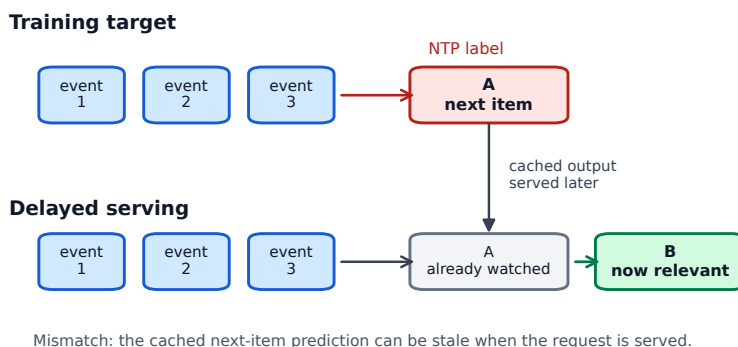 Training target
NTP label
event
1
event
2
event
3
A
next item
cached output
served later
Delayed serving
event
1
event
2
event
3
A
already watched
B
now relevant
Mismatch: the cached next-item prediction can be stale when the request is served.